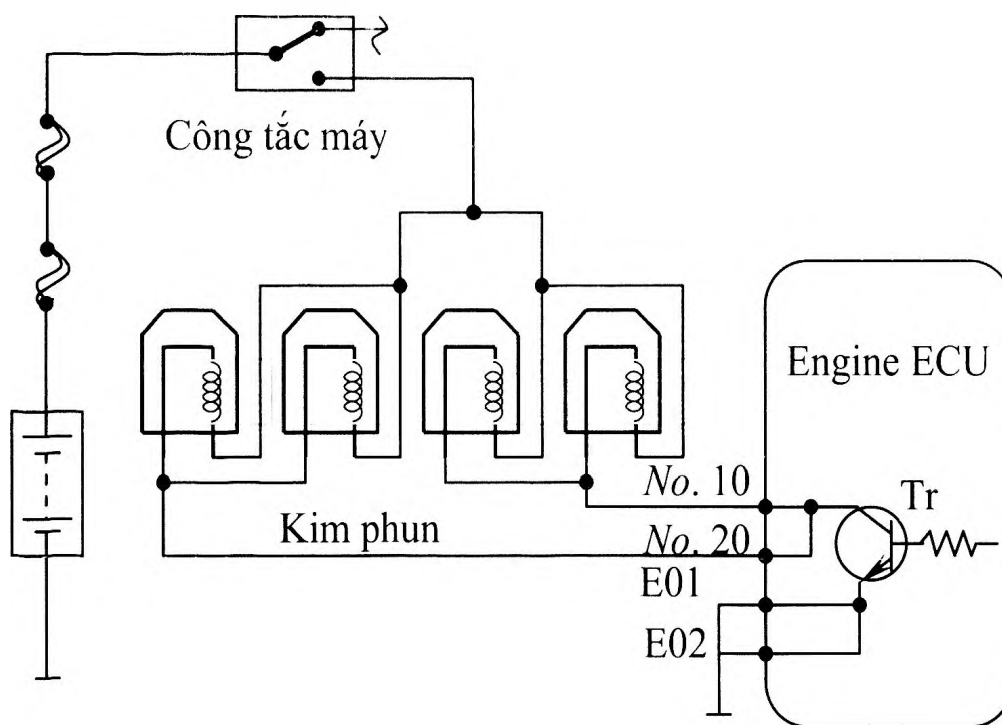 Công tắc máy
Engine ECU
No. 10
Tr
Kim phun
No. 20
E01
E02